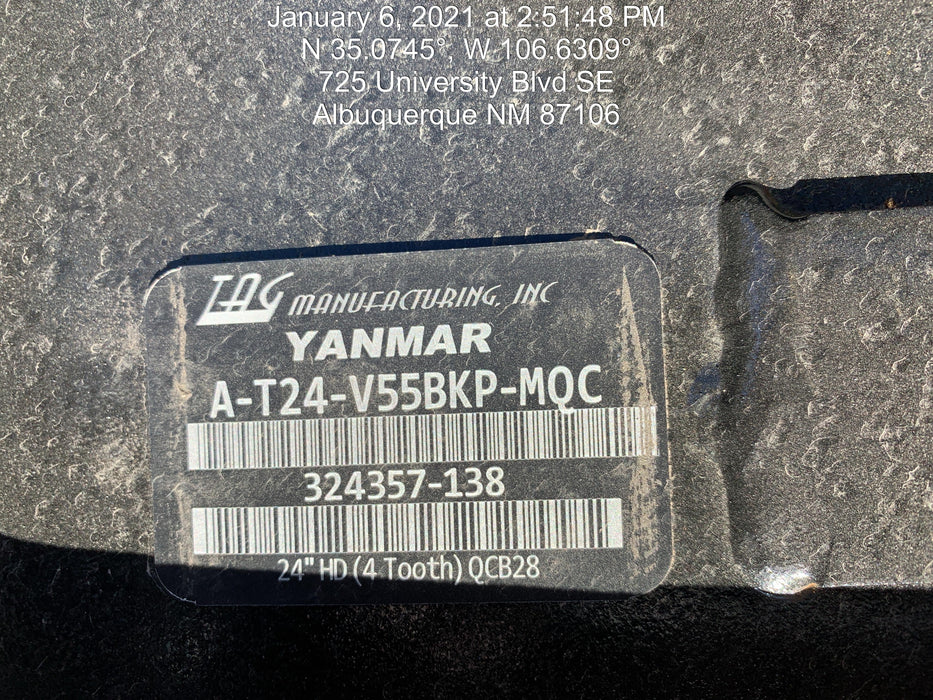 January 6, 2021 at 2:51:48 PM
N 35.0745°, W 106.6309°
725 University Blvd SE
Albuquerque NM 87106
TAG MANUFACTURING, INC
YANMAR
A-T24-V55BKP-MQC
324357-138
24" HD (4 Tooth) QCB28